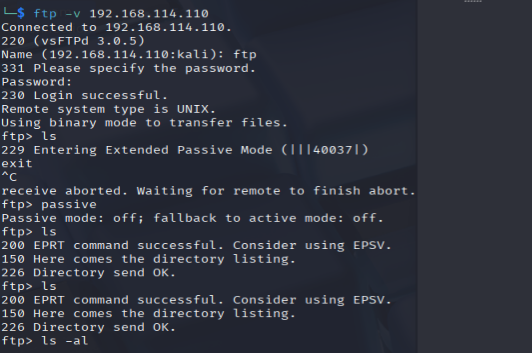 └─$ ftp -v 192.168.114.110
Connected to 192.168.114.110.
220 (vsFTPd 3.0.5)
Name (192.168.114.110:kali): ftp
331 Please specify the password.
Password:
230 Login successful.
Remote system type is UNIX.
Using binary mode to transfer files.
ftp> ls
229 Entering Extended Passive Mode (|||40037|)
exit
^C
receive aborted. Waiting for remote to finish abort.
ftp> passive
Passive mode: off; fallback to active mode: off.
ftp> ls
200 EPRT command successful. Consider using EPSV.
150 Here comes the directory listing.
226 Directory send OK.
ftp> ls
200 EPRT command successful. Consider using EPSV.
150 Here comes the directory listing.
226 Directory send OK.
ftp> ls -al